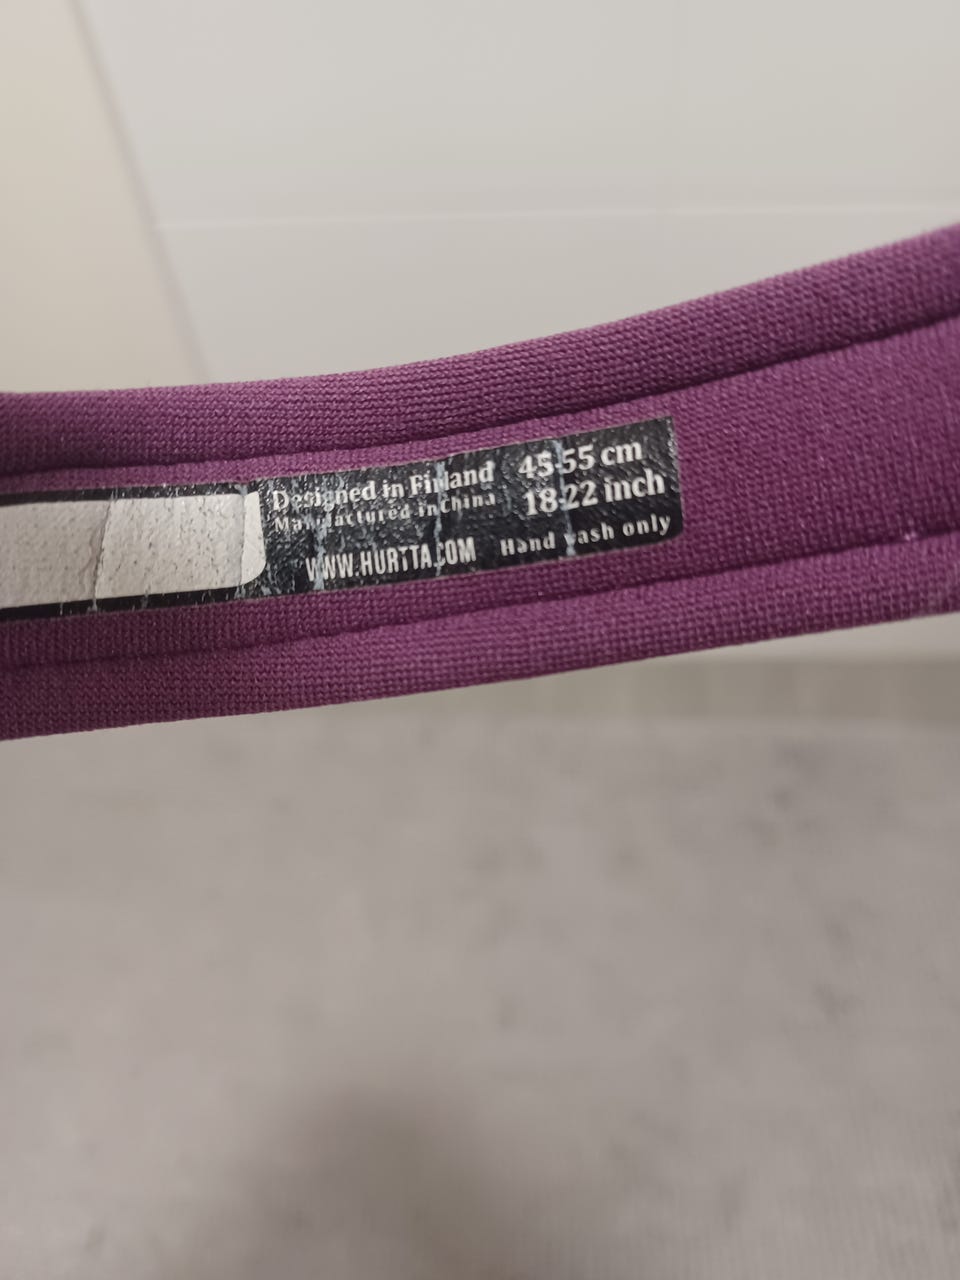 Designed in Finland
Manufactured in China
WWW.HURTTA.COM
45-55 cm
18-22 inch
Hand wash only